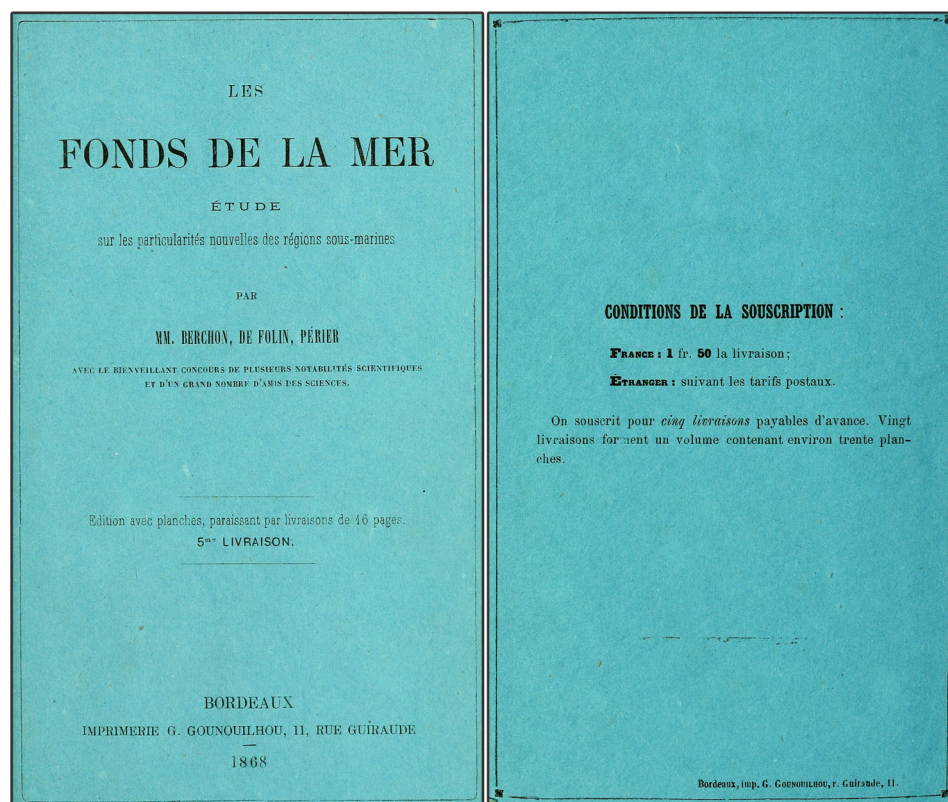 LES
FONDS DE LA MER
ÉTUDE
sur les particularités nouvelles des régions sous-marines
PAR
MM. BERCHON, DE FOLIN, PÉRIER
AVEC LE BIENVEILLANT CONCOURS DE PLUSIEURS NOTABILITÉS SCIENTIFIQUES
ET D'UN GRAND NOMBRE D'AMIS DES SCIENCES.
Edition avec planches, paraissant par livraisons de 16 pages.
5me LIVRAISON.
BORDEAUX
IMPRIMERIE G. GOUNOUILHOU, 11, RUE GUIRAUDE
1868
CONDITIONS DE LA SOUSCRIPTION :
FRANCE : 1 fr. 50 la livraison;
ÉTRANGER : suivant les tarifs postaux.
On souscrit pour cinq livraisons payables d'avance. Vingt
livraisons forment un volume contenant environ trente plan-
ches.
Bordeaux, imp. G. GOUNOUILHOU, r. Guiraude, 11.